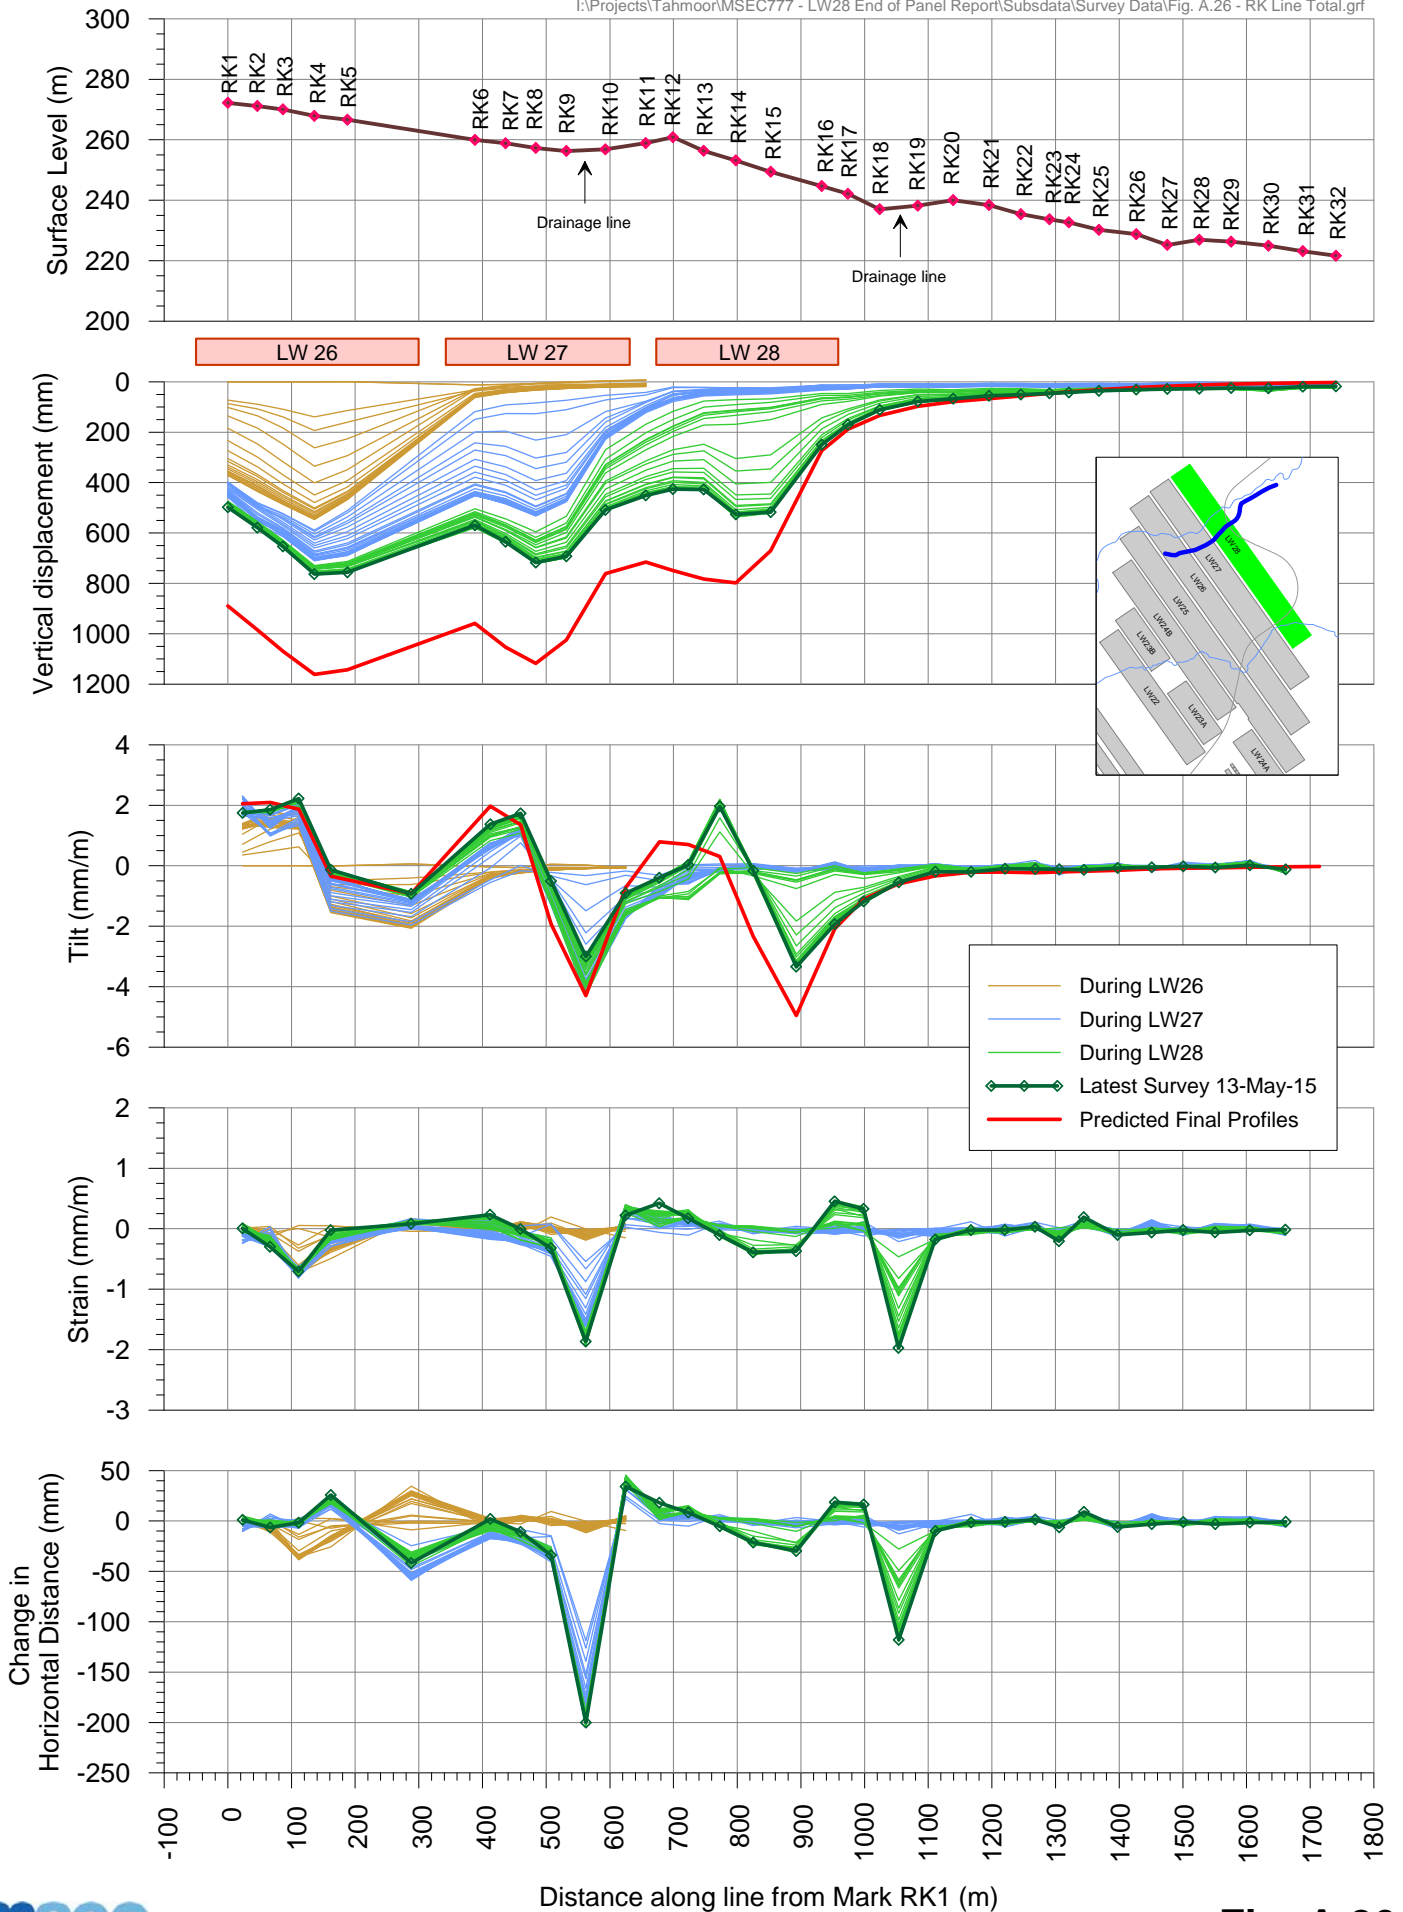 I:\Projects\Tahmoor\MSEC777 - LW28 End of Panel Report\Subsdata\Survey Data\Fig. A.26 - RK Line Total.grf
Surface Level (m)
300
280
260
240
220
200
RK1
RK2
RK3
RK4
RK5
RK6
RK7
RK8
RK9
RK10
RK11
RK12
RK13
RK14
RK15
RK16
RK17
RK18
RK19
RK20
RK21
RK22
RK23
RK24
RK25
RK26
RK27
RK28
RK29
RK30
RK31
RK32
Drainage line
Drainage line
LW 26
LW 27
LW 28
Vertical displacement (mm)
0
200
400
600
800
1000
1200
LW28
LW27
LW26
LW25
LW24B
LW23B
LW22
LW23A
LW24A
Tilt (mm/m)
4
2
0
-2
-4
-6
During LW26
During LW27
During LW28
Latest Survey 13-May-15
Predicted Final Profiles
Strain (mm/m)
2
1
0
-1
-2
-3
Change in
Horizontal Distance (mm)
50
0
-50
-100
-150
-200
-250
-100
0
100
200
300
400
500
600
700
800
900
1000
1100
1200
1300
1400
1500
1600
1700
1800
Distance along line from Mark RK1 (m)